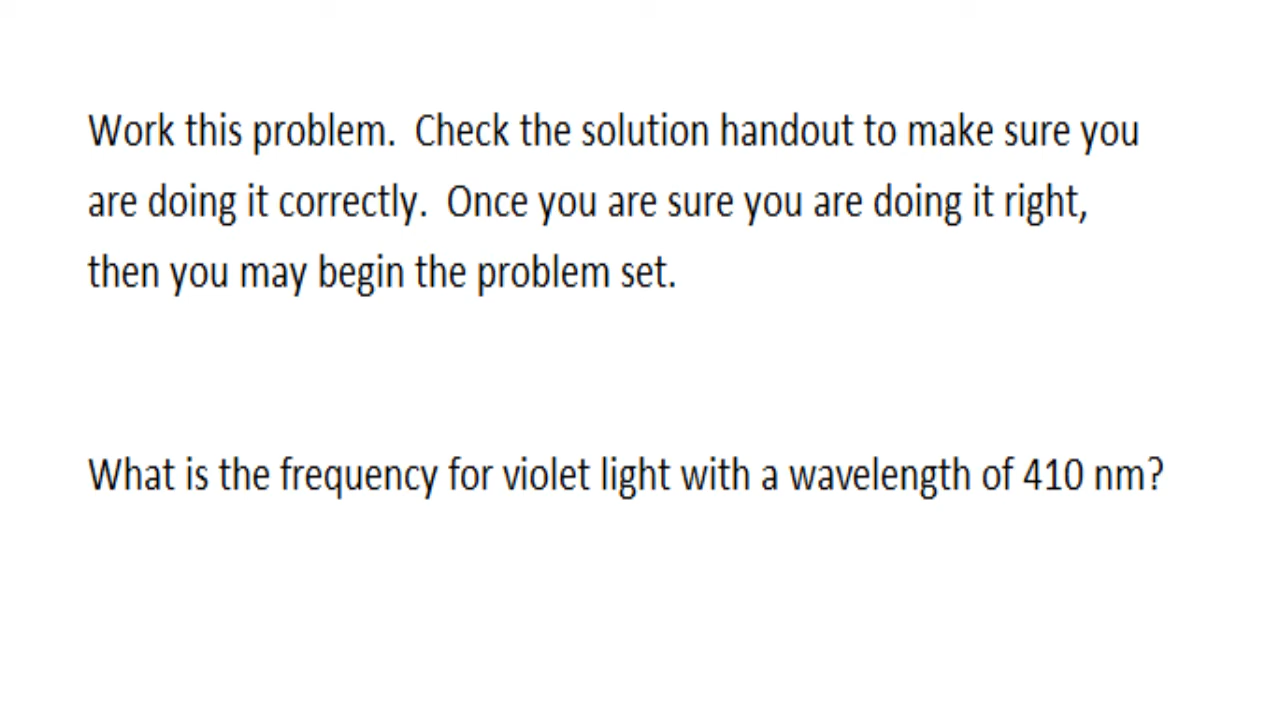 Work this problem.  Check the solution handout to make sure you
are doing it correctly.  Once you are sure you are doing it right,
then you may begin the problem set.
What is the frequency for violet light with a wavelength of 410 nm?